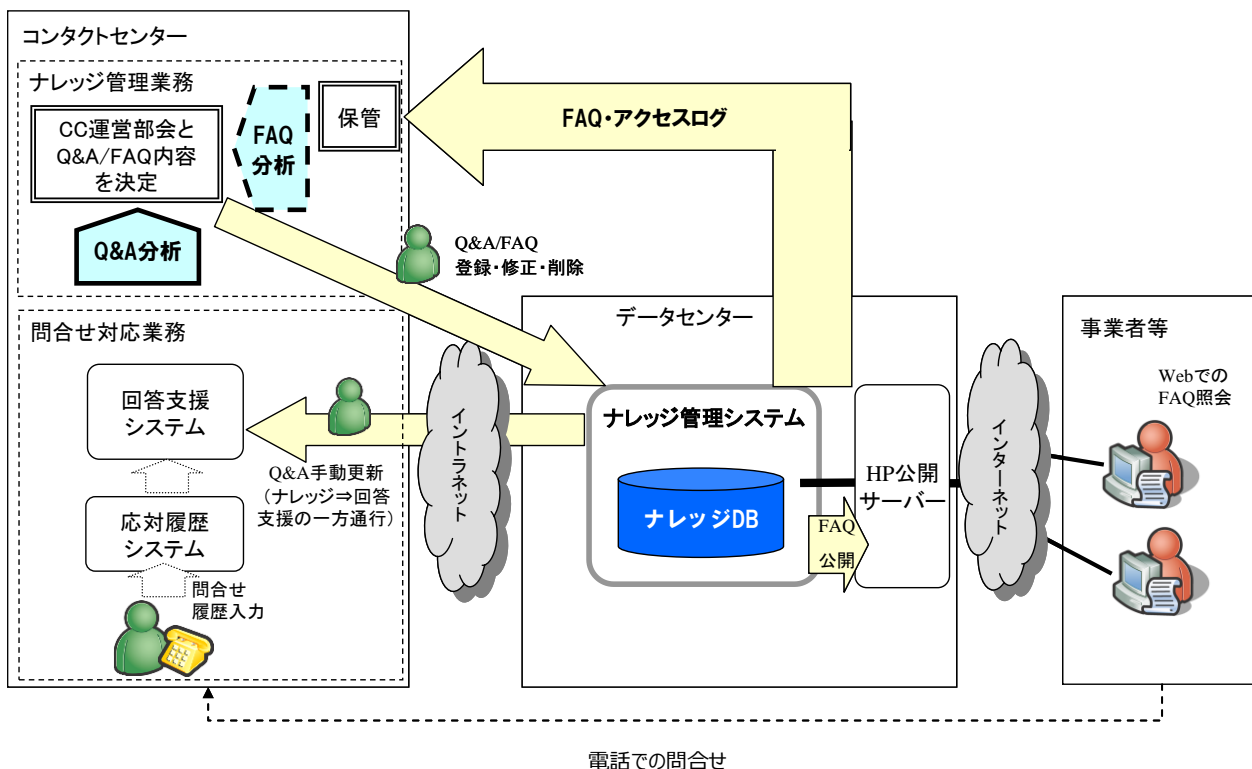 コンタクトセンター
ナレッジ管理業務
CC運営部会と
Q&A/FAQ内容
を決定
FAQ
分析
保管
FAQ・アクセスログ
Q&A分析
Q&A/FAQ
登録・修正・削除
問合せ対応業務
回答支援
システム
Q&A手動更新
（ナレッジ⇒回答
支援の一方通行）
応対履歴
システム
問合せ
履歴入力
イントラネット
データセンター
ナレッジ管理システム
ナレッジDB
FAQ
公開
HP公開
サーバー
インターネット
事業者等
Webでの
FAQ照会
電話での問合せ